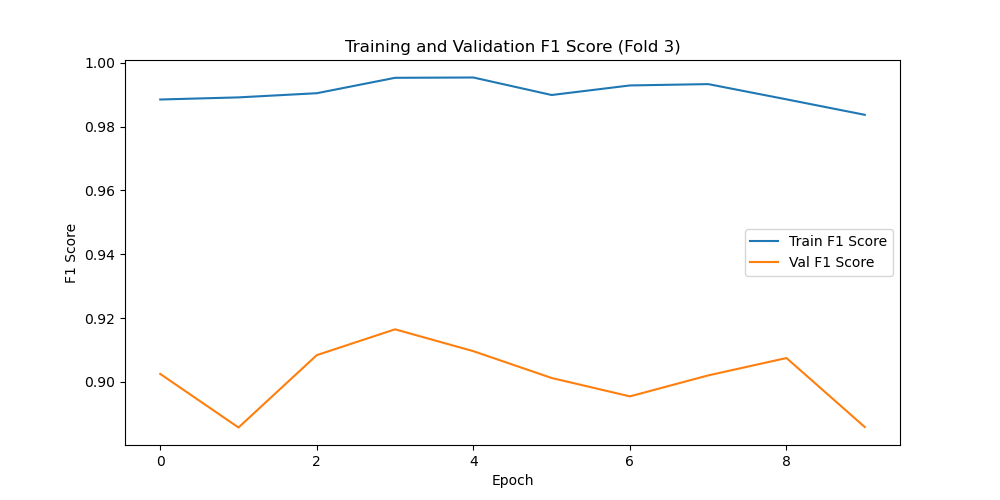 Training and Validation F1 Score (Fold 3)
1.00
0.98
0.96
0.94
0.92
0.90
F1 Score
Train F1 Score
Val F1 Score
0 2 4 6 8
Epoch